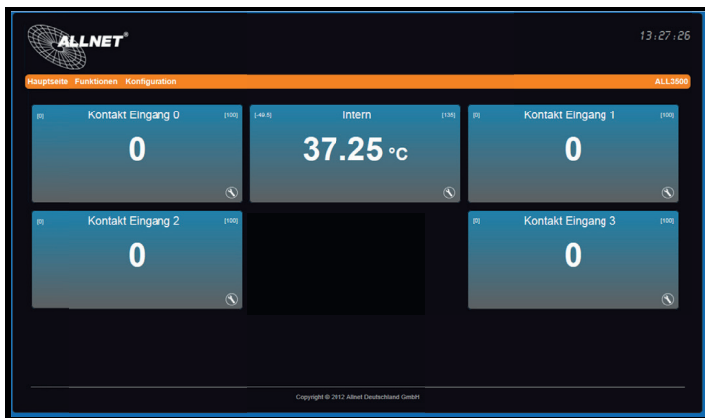 ALLNET®
13:27:26
Hauptseite Funktionen Konfiguration ALL3500
[0] Kontakt Eingang 0 [100]
0
[-49.5] Intern [135]
37.25 °C
[0] Kontakt Eingang 1 [100]
0
[0] Kontakt Eingang 2 [100]
0
[0] Kontakt Eingang 3 [100]
0
Copyright © 2012 Allnet Deutschland GmbH